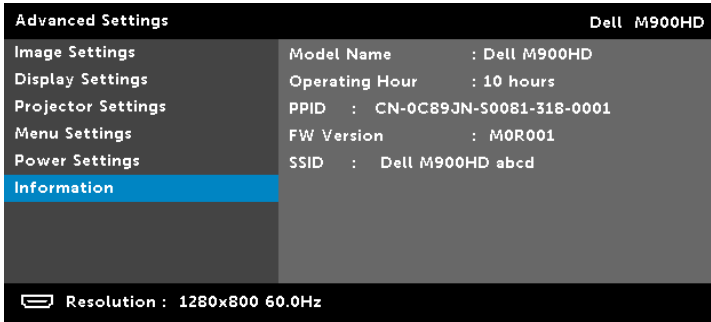 Advanced Settings Dell M900HD
Image Settings
Display Settings
Projector Settings
Menu Settings
Power Settings
Information
Model Name : Dell M900HD
Operating Hour : 10 hours
PPID : CN-0C89JN-S0081-318-0001
FW Version : M0R001
SSID : Dell M900HD abcd
Resolution : 1280x800 60.0Hz